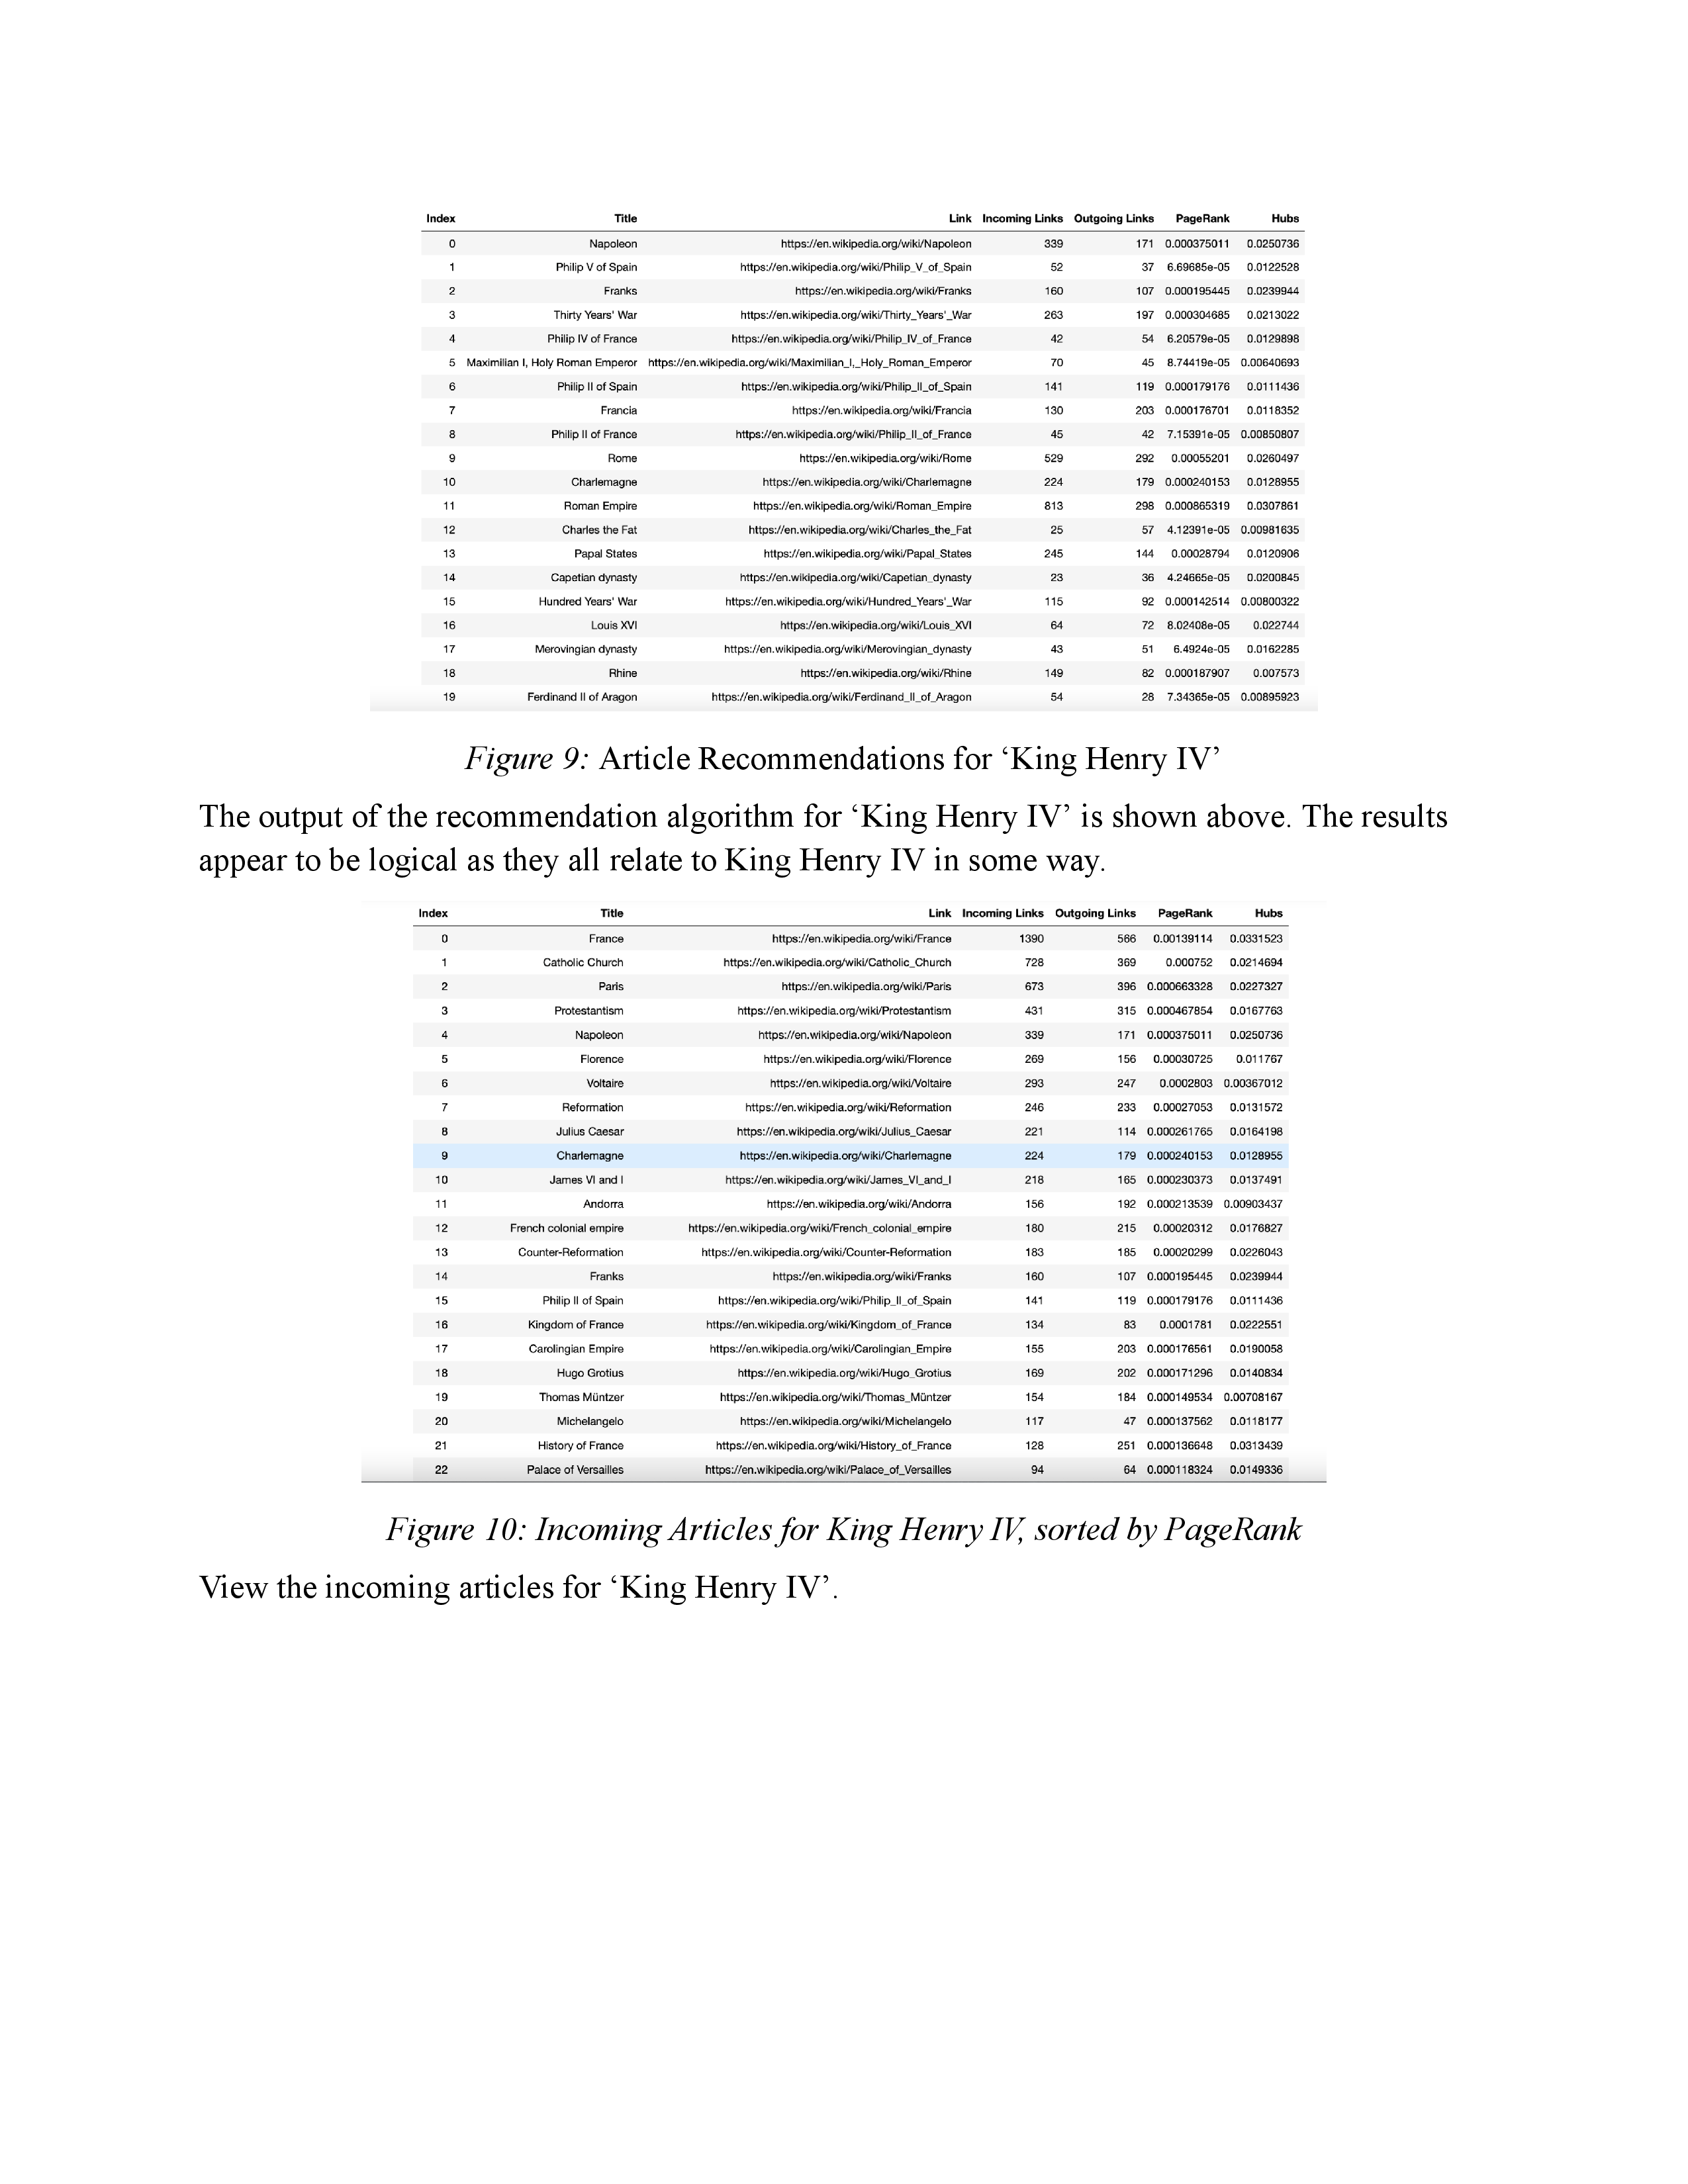 Index Title Link Incoming Links Outgoing Links PageRank Hubs
0 Napoleon https://en.wikipedia.org/wiki/Napoleon 339 171 0.000375011 0.0250736
1 Philip V of Spain https://en.wikipedia.org/wiki/Philip_V_of_Spain 52 37 6.69685e-05 0.0122528
2 Franks https://en.wikipedia.org/wiki/Franks 160 107 0.000195445 0.0239944
3 Thirty Years' War https://en.wikipedia.org/wiki/Thirty_Years'_War 263 197 0.000304685 0.0213022
4 Philip IV of France https://en.wikipedia.org/wiki/Philip_IV_of_France 42 54 6.20579e-05 0.0129898
5 Maximilian I, Holy Roman Emperor https://en.wikipedia.org/wiki/Maximilian_I,_Holy_Roman_Emperor 70 45 8.74419e-05 0.00640693
6 Philip II of Spain https://en.wikipedia.org/wiki/Philip_II_of_Spain 141 119 0.000179176 0.0111436
7 Francia https://en.wikipedia.org/wiki/Francia 130 203 0.000176701 0.0118352
8 Philip II of France https://en.wikipedia.org/wiki/Philip_II_of_France 45 42 7.15391e-05 0.00850807
9 Rome https://en.wikipedia.org/wiki/Rome 529 292 0.00055201 0.0260497
10 Charlemagne https://en.wikipedia.org/wiki/Charlemagne 224 179 0.000240153 0.0128955
11 Roman Empire https://en.wikipedia.org/wiki/Roman_Empire 813 298 0.000865319 0.0307861
12 Charles the Fat https://en.wikipedia.org/wiki/Charles_the_Fat 25 57 4.12391e-05 0.00981635
13 Papal States https://en.wikipedia.org/wiki/Papal_States 245 144 0.00028794 0.0120906
14 Capetian dynasty https://en.wikipedia.org/wiki/Capetian_dynasty 23 36 4.24665e-05 0.0200845
15 Hundred Years' War https://en.wikipedia.org/wiki/Hundred_Years'_War 115 92 0.000142514 0.00800322
16 Louis XVI https://en.wikipedia.org/wiki/Louis_XVI 64 72 8.02408e-05 0.022744
17 Merovingian dynasty https://en.wikipedia.org/wiki/Merovingian_dynasty 43 51 6.4924e-05 0.0162285
18 Rhine https://en.wikipedia.org/wiki/Rhine 149 82 0.000187907 0.007573
19 Ferdinand II of Aragon https://en.wikipedia.org/wiki/Ferdinand_II_of_Aragon 54 28 7.34365e-05 0.00895923
Figure 9: Article Recommendations for ‘King Henry IV’
The output of the recommendation algorithm for ‘King Henry IV’ is shown above. The results
appear to be logical as they all relate to King Henry IV in some way.
Index Title Link Incoming Links Outgoing Links PageRank Hubs
0 France https://en.wikipedia.org/wiki/France 1390 566 0.00139114 0.0331523
1 Catholic Church https://en.wikipedia.org/wiki/Catholic_Church 728 369 0.000752 0.0214694
2 Paris https://en.wikipedia.org/wiki/Paris 673 396 0.000663328 0.0227327
3 Protestantism https://en.wikipedia.org/wiki/Protestantism 431 315 0.000467854 0.0167763
4 Napoleon https://en.wikipedia.org/wiki/Napoleon 339 171 0.000375011 0.0250736
5 Florence https://en.wikipedia.org/wiki/Florence 269 156 0.00030725 0.011767
6 Voltaire https://en.wikipedia.org/wiki/Voltaire 293 247 0.0002803 0.00367012
7 Reformation https://en.wikipedia.org/wiki/Reformation 246 233 0.00027053 0.0131572
8 Julius Caesar https://en.wikipedia.org/wiki/Julius_Caesar 221 114 0.000261765 0.0164198
9 Charlemagne https://en.wikipedia.org/wiki/Charlemagne 224 179 0.000240153 0.0128955
10 James VI and I https://en.wikipedia.org/wiki/James_VI_and_I 218 165 0.000230373 0.0137491
11 Andorra https://en.wikipedia.org/wiki/Andorra 156 192 0.000213539 0.00903437
12 French colonial empire https://en.wikipedia.org/wiki/French_colonial_empire 180 215 0.00020312 0.0176827
13 Counter-Reformation https://en.wikipedia.org/wiki/Counter-Reformation 183 185 0.00020299 0.0226043
14 Franks https://en.wikipedia.org/wiki/Franks 160 107 0.000195445 0.0239944
15 Philip II of Spain https://en.wikipedia.org/wiki/Philip_II_of_Spain 141 119 0.000179176 0.0111436
16 Kingdom of France https://en.wikipedia.org/wiki/Kingdom_of_France 134 83 0.0001781 0.0222551
17 Carolingian Empire https://en.wikipedia.org/wiki/Carolingian_Empire 155 203 0.000176561 0.0190058
18 Hugo Grotius https://en.wikipedia.org/wiki/Hugo_Grotius 169 202 0.000171296 0.0140834
19 Thomas Müntzer https://en.wikipedia.org/wiki/Thomas_Müntzer 154 184 0.000149534 0.00708167
20 Michelangelo https://en.wikipedia.org/wiki/Michelangelo 117 47 0.000137562 0.0118177
21 History of France https://en.wikipedia.org/wiki/History_of_France 128 251 0.000136648 0.0313439
22 Palace of Versailles https://en.wikipedia.org/wiki/Palace_of_Versailles 94 64 0.000118324 0.0149336
Figure 10: Incoming Articles for King Henry IV, sorted by PageRank
View the incoming articles for ‘King Henry IV’.